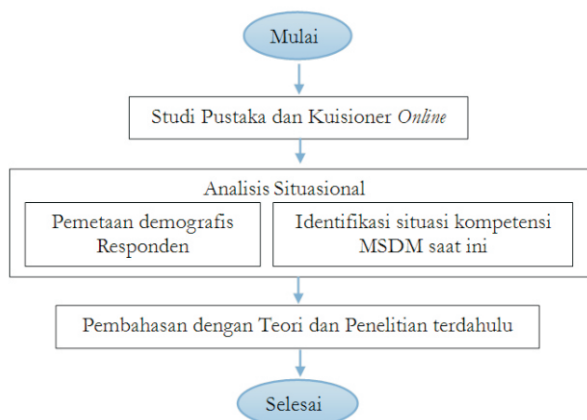 Mulai
Studi Pustaka dan Kuisioner Online
Analisis Situasional
Pemetaan demografis
Responden
Identifikasi situasi kompetensi
MSDM saat ini
Pembahasan dengan Teori dan Penelitian terdahulu
Selesai